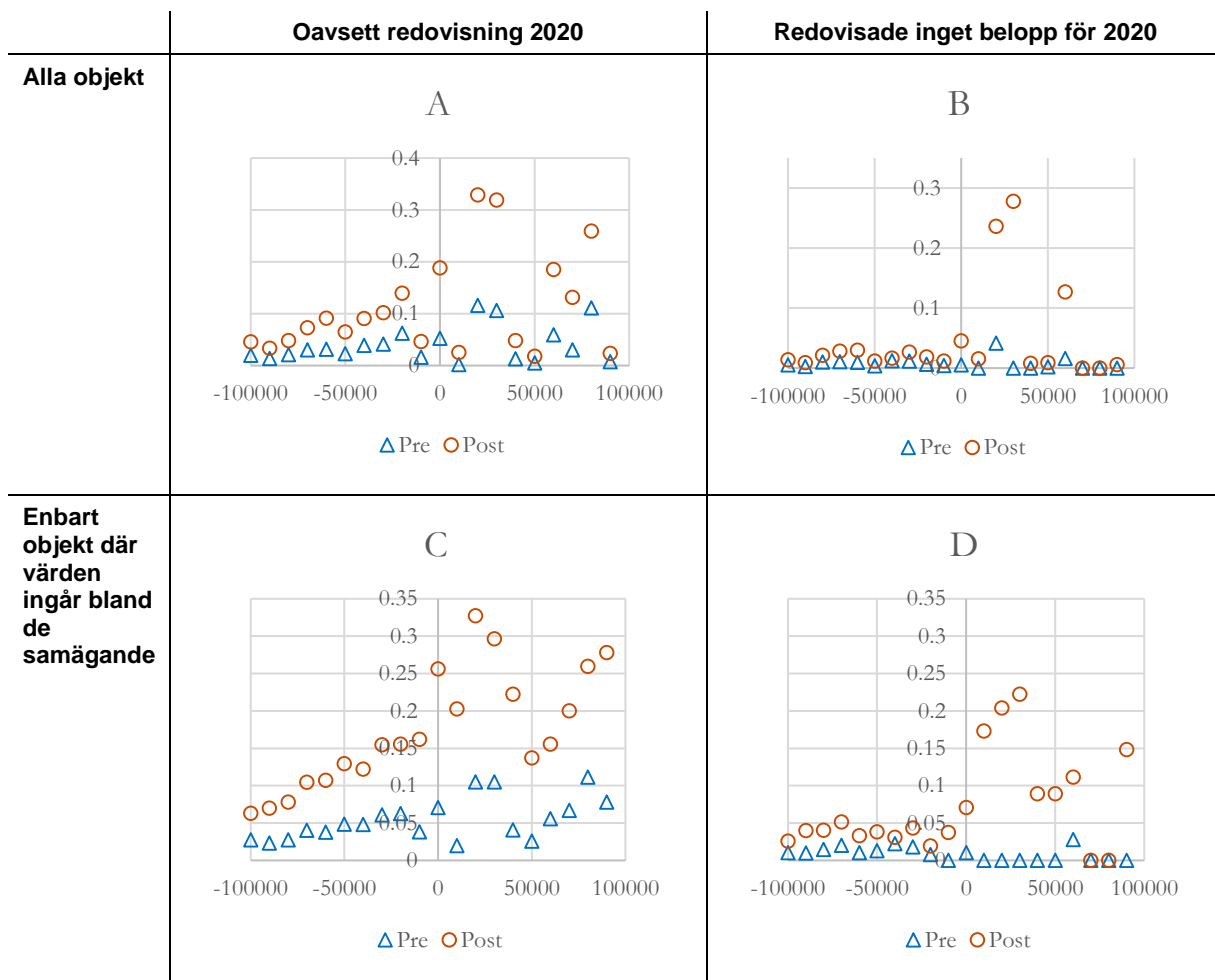 Oavsett redovisning 2020
Redovisade inget belopp för 2020
Alla objekt
A
0.4
0.3
0.2
0.1
0
-100000 -50000 0 50000 100000
Pre Post
B
0.3
0.2
0.1
0
-100000 -50000 0 50000 100000
Pre Post
Enbart
objekt där
värden
ingår bland
de
samägande
C
0.35
0.3
0.25
0.2
0.15
0.1
0.05
0
-100000 -50000 0 50000 100000
Pre Post
D
0.35
0.3
0.25
0.2
0.15
0.1
0.05
0
-100000 -50000 0 50000 100000
Pre Post